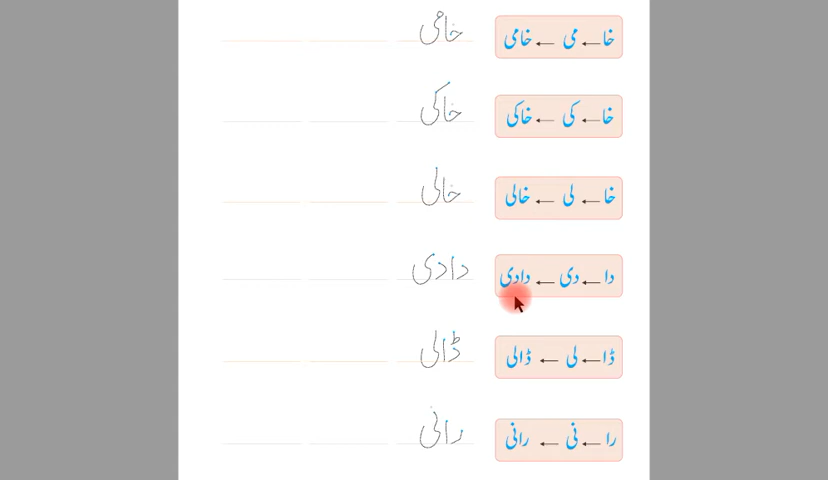 خا ← می ← خامی خامی
خا ← کی ← خاکی خاکی
خا ← لی ← خالی خالی
دا ← دی ← دادی دادی
ڈا ← لی ← ڈالی ڈالی
را ← نی ← رانی رانی